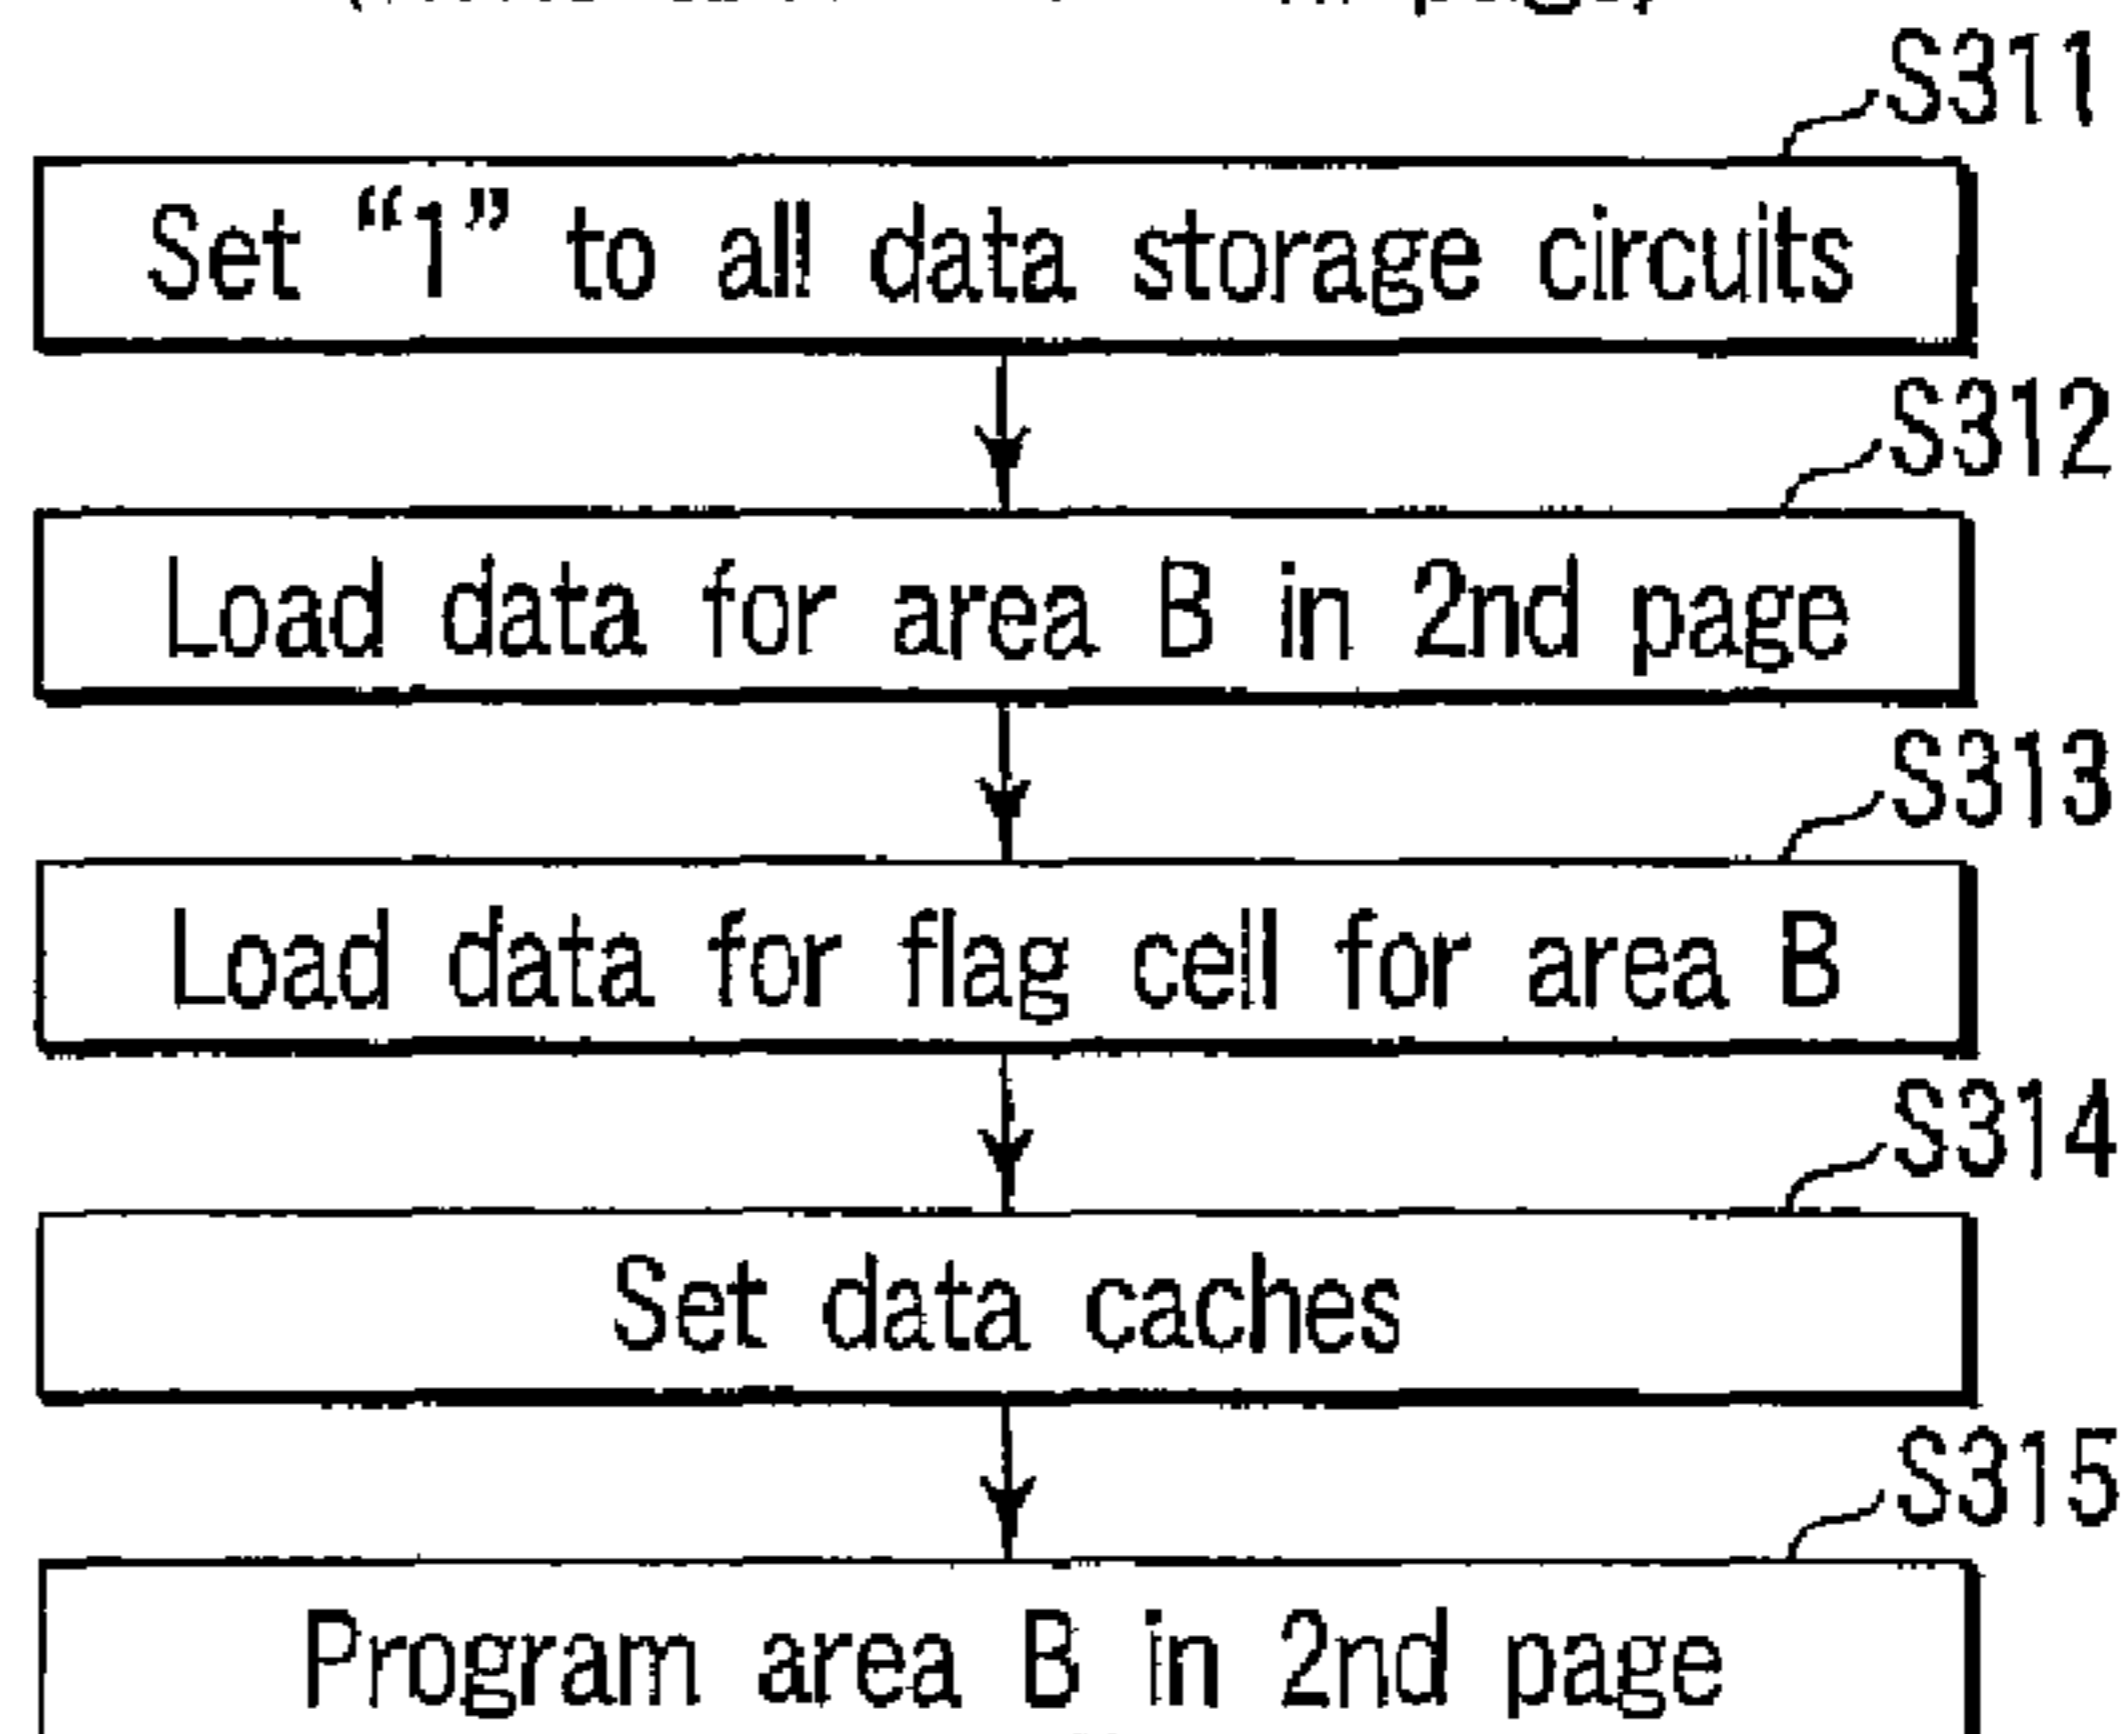 S311
Set “1” to all data storage circuits
S312
Load data for area B in 2nd page
S313
Load data for flag cell for area B
S314
Set data caches
S315
Program area B in 2nd page